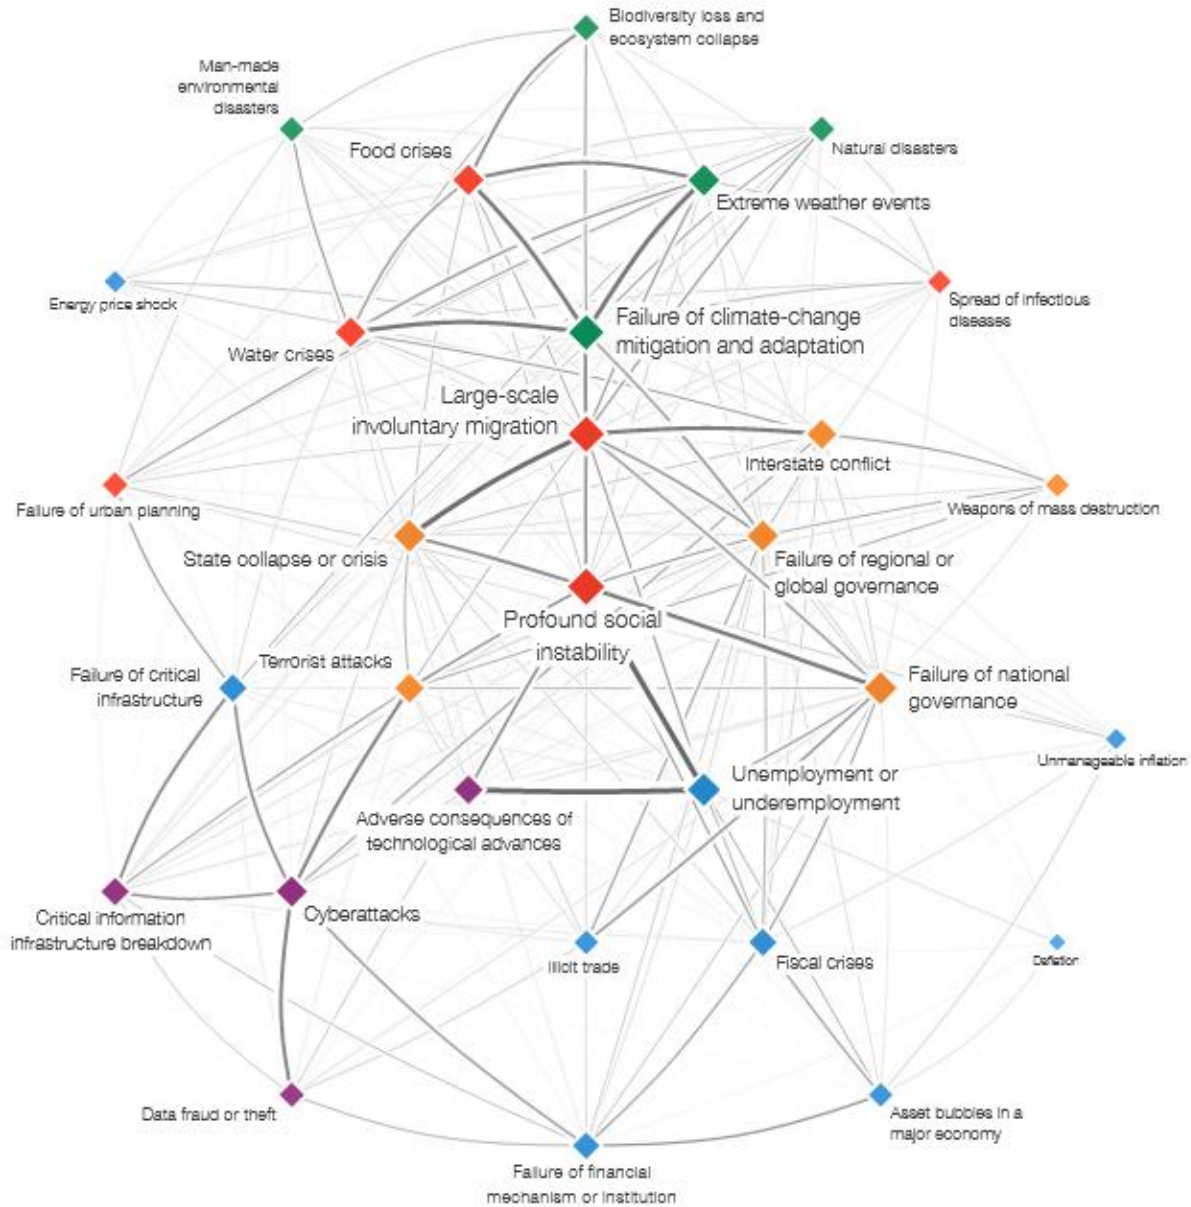 Biodiversity loss and
ecosystem collapse
Man-made
environmental
disasters
Food crises
Natural disasters
Extreme weather events
Energy price shock
Spread of infectious
diseases
Failure of climate-change
mitigation and adaptation
Water crises
Large-scale
involuntary migration
Interstate conflict
Failure of urban planning
Weapons of mass destruction
State collapse or crisis
Failure of regional or
global governance
Profound social
instability
Terrorist attacks
Failure of critical
infrastructure
Failure of national
governance
Unmanageable inflation
Unemployment or
underemployment
Adverse consequences of
technological advances
Critical information
infrastructure breakdown
Cyberattacks
Illicit trade
Fiscal crises
Deflation
Data fraud or theft
Asset bubbles in a
major economy
Failure of financial
mechanism or institution